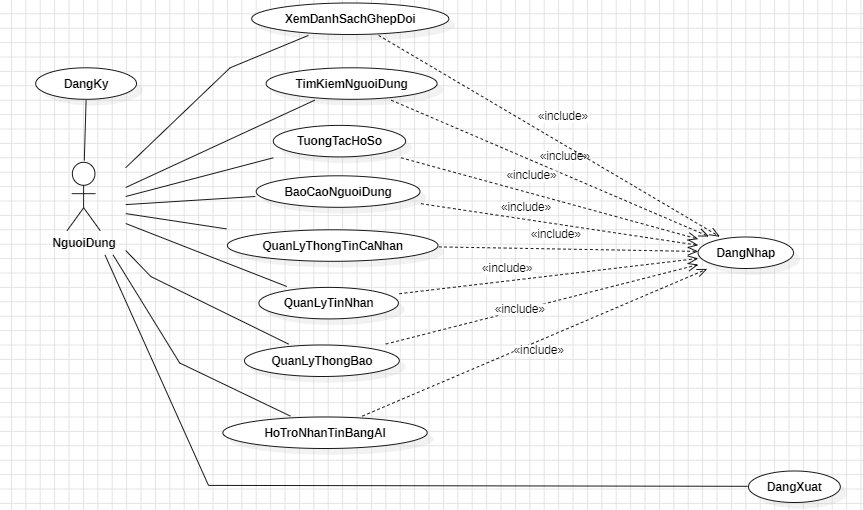 XemDanhSachGhepDoi
DangKy
TimKiemNguoiDung
«include»
TuongTacHoSo
«include»
«include»
BaoCaoNguoiDung
«include»
NguoiDung
«include»
QuanLyThongTinCaNhan
DangNhap
«include»
QuanLyTinNhan
«include»
«include»
QuanLyThongBao
HoTroNhanTinBangAI
DangXuat